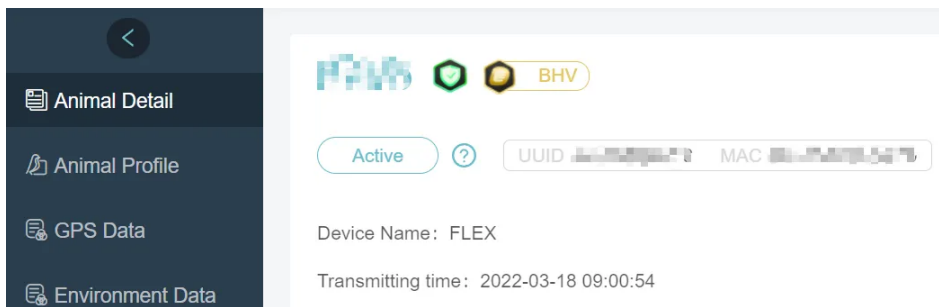 BHV
Animal Detail
Active ?
UUID MAC
Animal Profile
GPS Data
Device Name: FLEX
Transmitting time: 2022-03-18 09:00:54
Environment Data